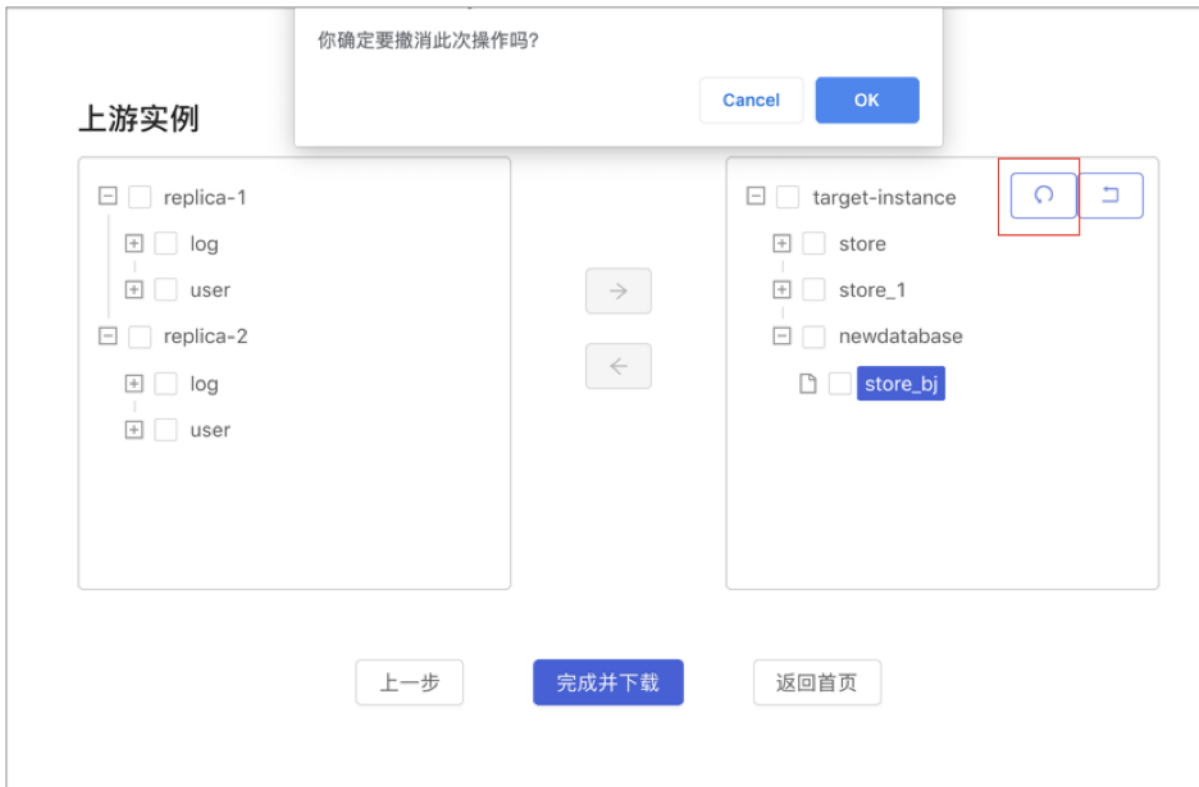 你确定要撤消此次操作吗?
Cancel
OK
上游实例
replica-1
log
user
replica-2
log
user
target-instance
store
store_1
newdatabase
store_bj
上一步
完成并下载
返回首页